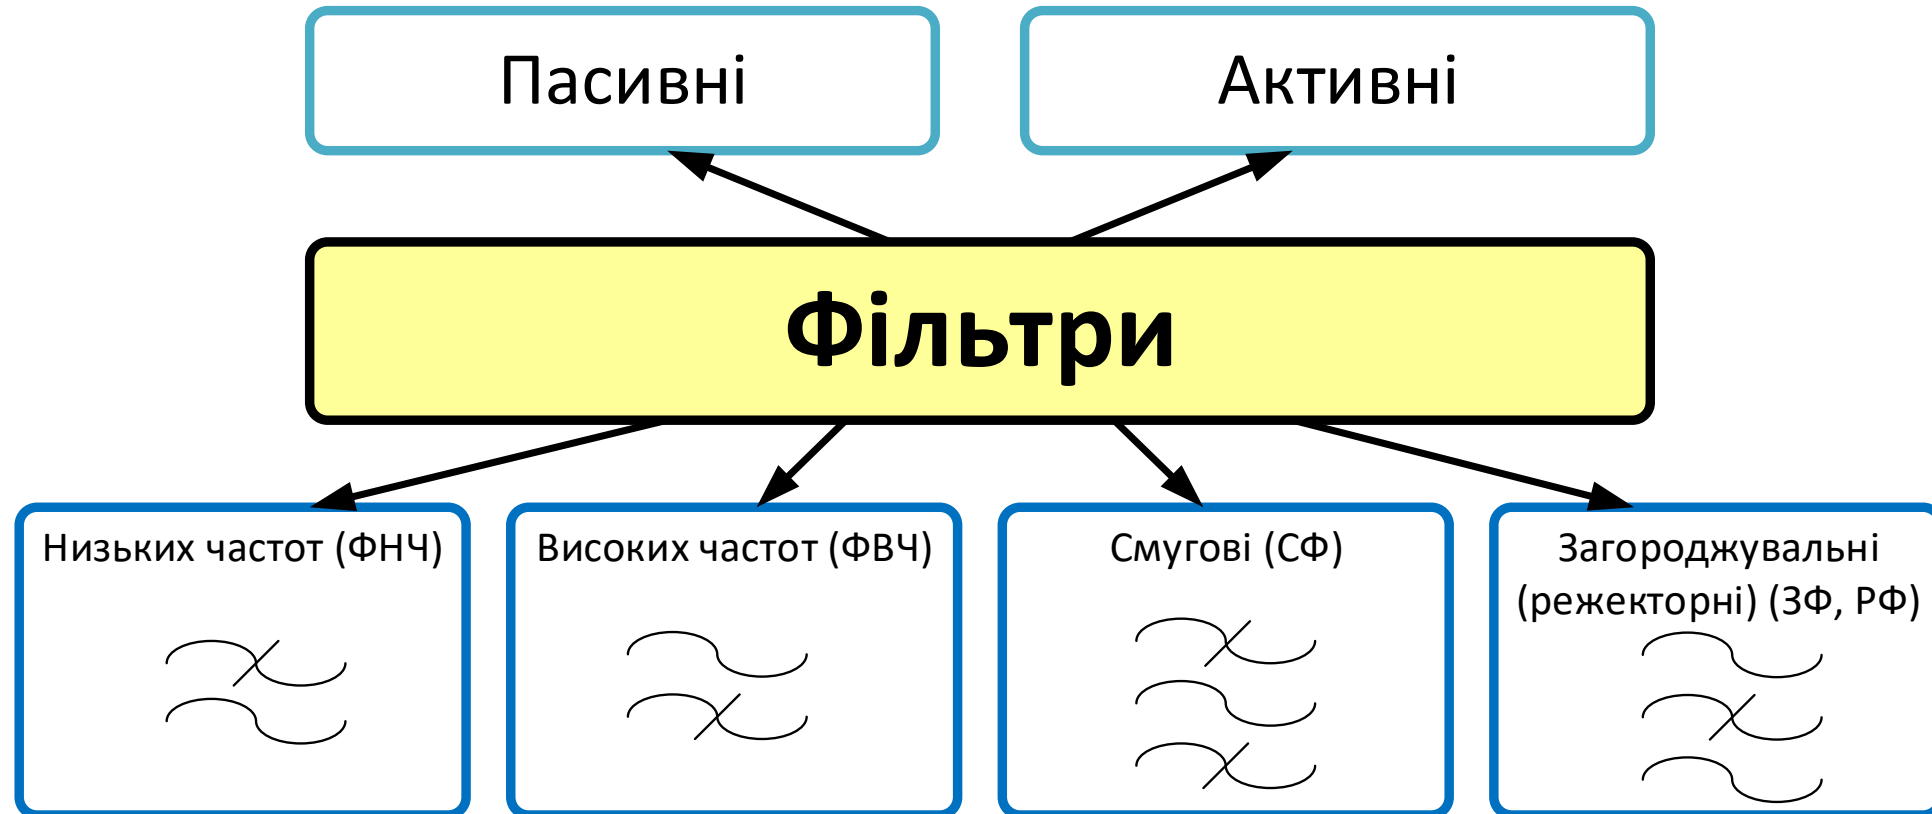 Пасивні
Активні
Фільтри
Низьких частот (ФНЧ)
Високих частот (ФВЧ)
Смугові (СФ)
Загороджувальні
(режекторні) (ЗФ, РФ)